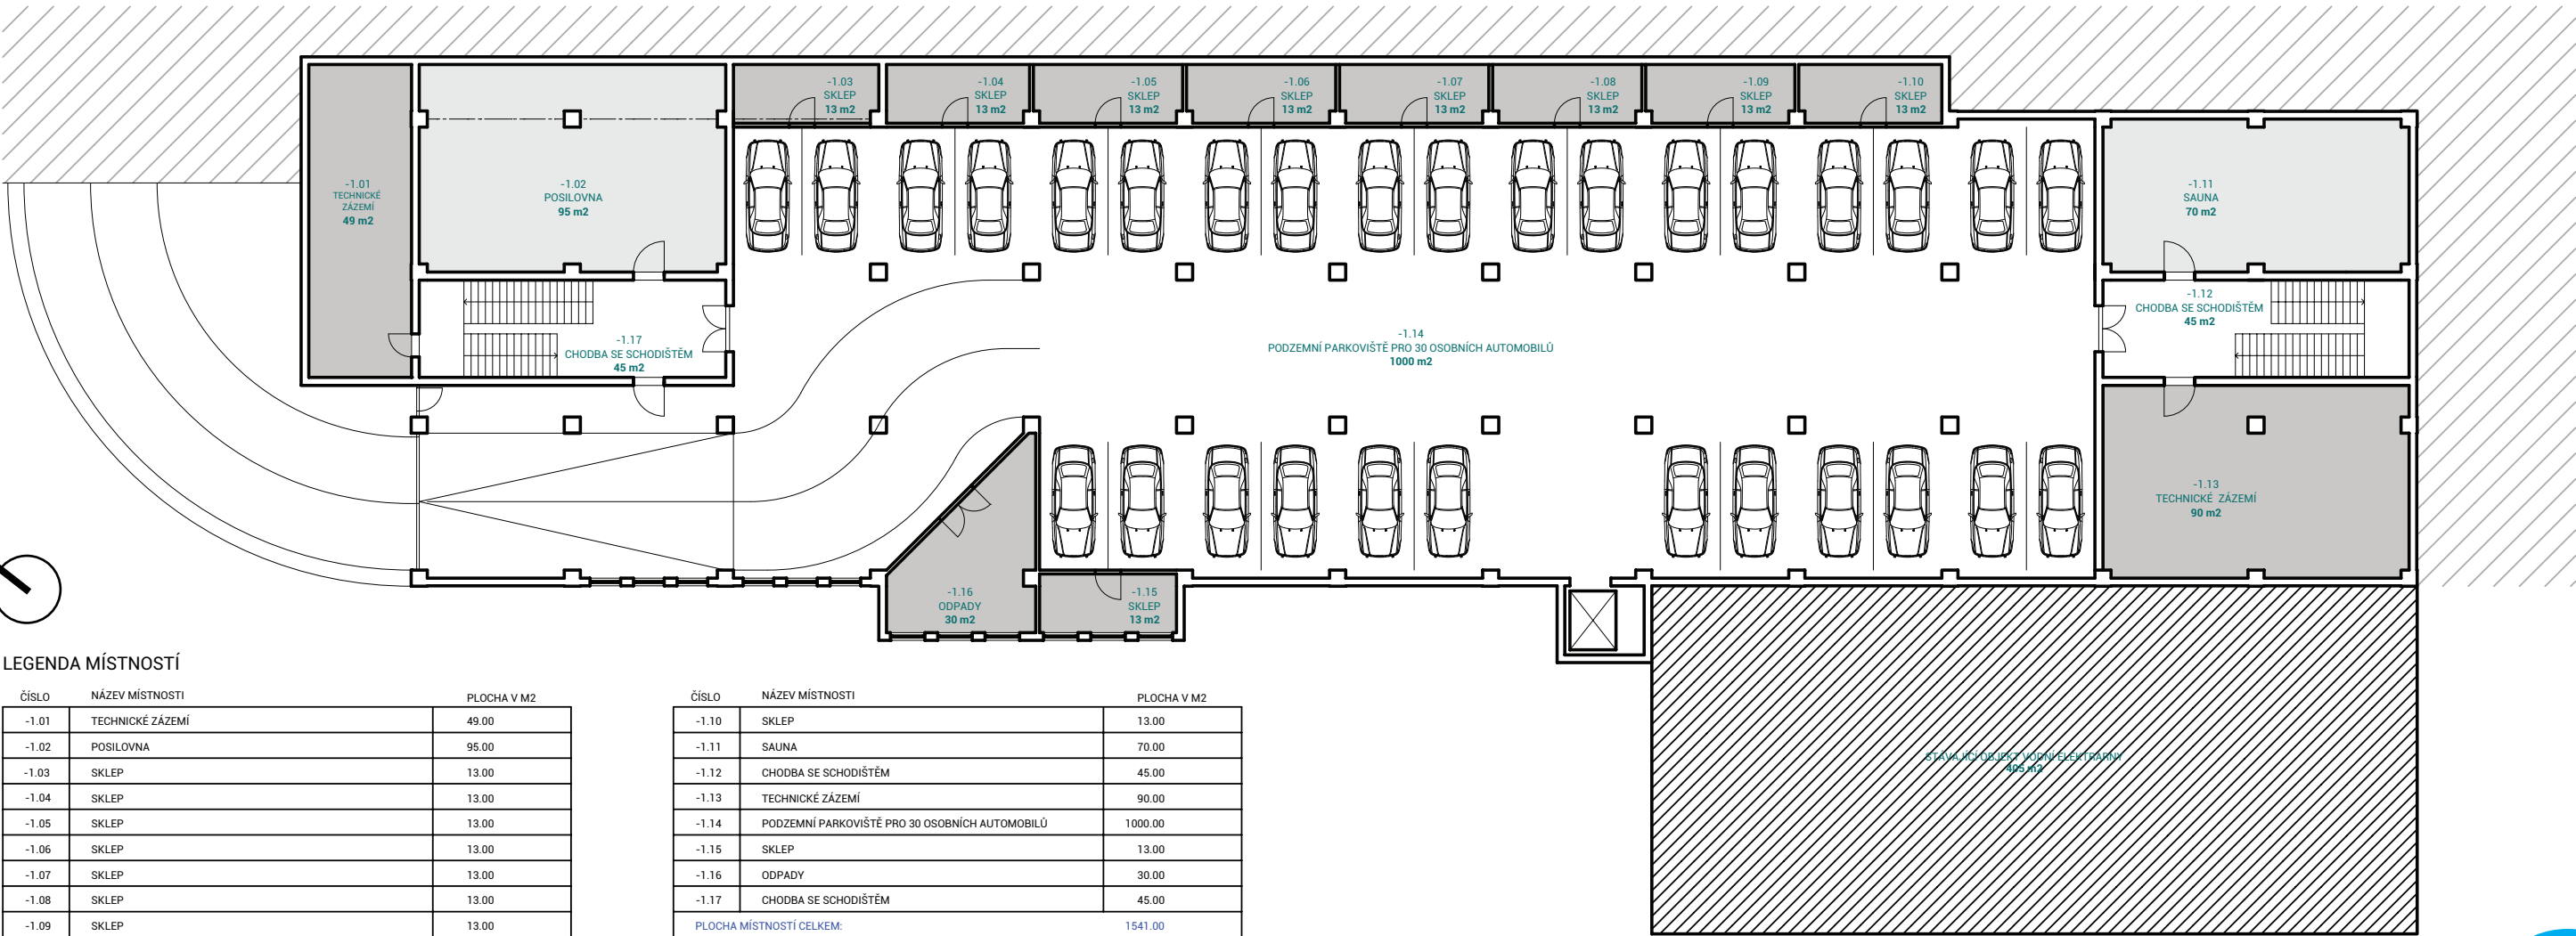 -1.03
SKLEP
13 m2
-1.04
SKLEP
13 m2
-1.05
SKLEP
13 m2
-1.06
SKLEP
13 m2
-1.07
SKLEP
13 m2
-1.08
SKLEP
13 m2
-1.09
SKLEP
13 m2
-1.10
SKLEP
13 m2
-1.01
TECHNICKÉ
ZÁZEMÍ
49 m2
-1.02
POSILOVNA
95 m2
-1.11
SAUNA
70 m2
-1.12
CHODBA SE SCHODIŠTĚM
45 m2
-1.17
CHODBA SE SCHODIŠTĚM
45 m2
-1.14
PODZEMNÍ PARKOVIŠTĚ PRO 30 OSOBNÍCH AUTOMOBILŮ
1000 m2
-1.13
TECHNICKÉ ZÁZEMÍ
90 m2
-1.16
ODPADY
30 m2
-1.15
SKLEP
13 m2
STÁVAJÍCÍ OBJEKT VODNÍ ELEKTRÁRNY
405 m2
LEGENDA MÍSTNOSTÍ
ČÍSLO NÁZEV MÍSTNOSTI PLOCHA V M2
-1.01 TECHNICKÉ ZÁZEMÍ 49.00
-1.02 POSILOVNA 95.00
-1.03 SKLEP 13.00
-1.04 SKLEP 13.00
-1.05 SKLEP 13.00
-1.06 SKLEP 13.00
-1.07 SKLEP 13.00
-1.08 SKLEP 13.00
-1.09 SKLEP 13.00
ČÍSLO NÁZEV MÍSTNOSTI PLOCHA V M2
-1.10 SKLEP 13.00
-1.11 SAUNA 70.00
-1.12 CHODBA SE SCHODIŠTĚM 45.00
-1.13 TECHNICKÉ ZÁZEMÍ 90.00
-1.14 PODZEMNÍ PARKOVIŠTĚ PRO 30 OSOBNÍCH AUTOMOBILŮ 1000.00
-1.15 SKLEP 13.00
-1.16 ODPADY 30.00
-1.17 CHODBA SE SCHODIŠTĚM 45.00
PLOCHA MÍSTNOSTÍ CELKEM: 1541.00